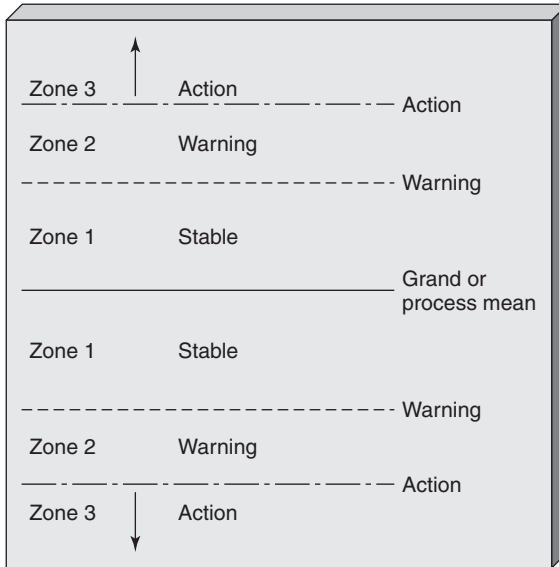 Zone 3 Action
Action
Zone 2 Warning
Warning
Zone 1 Stable
Grand or
process mean
Zone 1 Stable
Warning
Zone 2 Warning
Action
Zone 3 Action